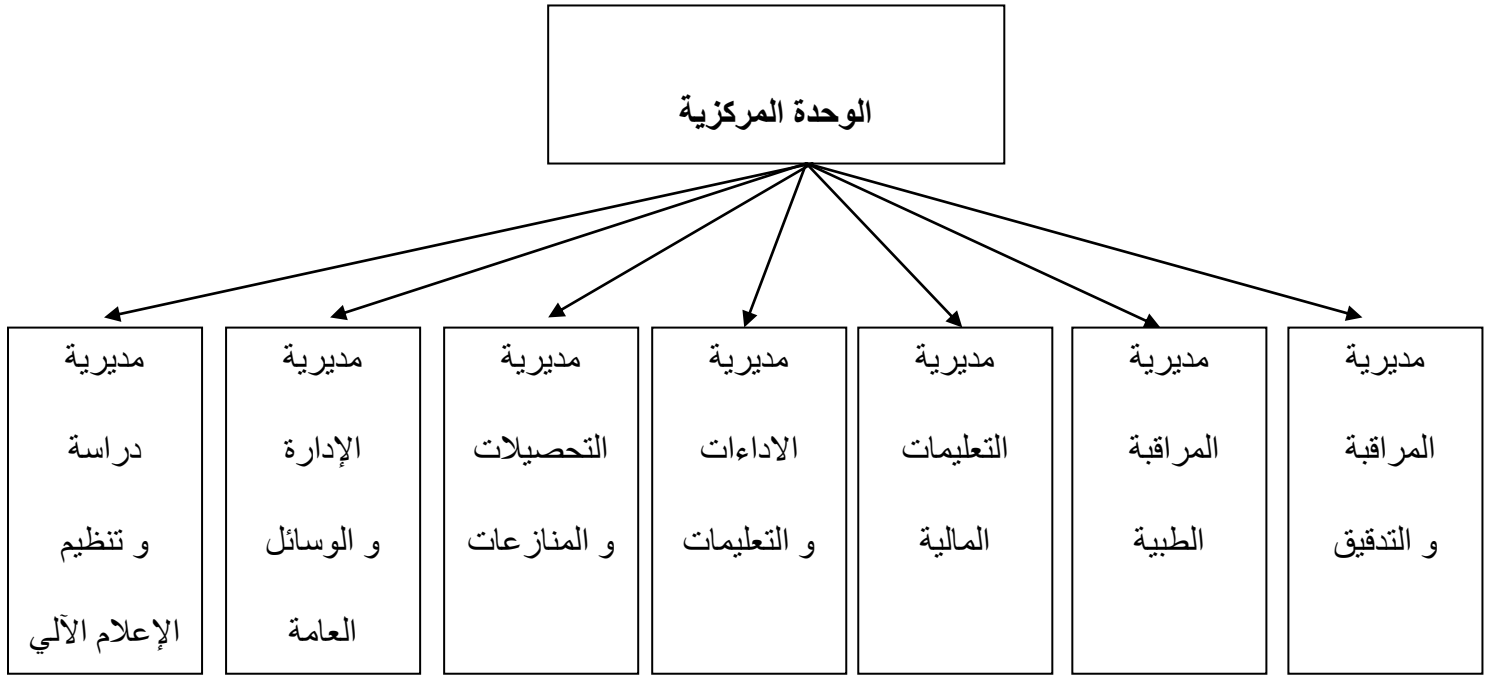 الوحدة المركزية
مديرية
المراقبة
و التدقيق
مديرية
المراقبة
الطبية
مديرية
التعليمات
المالية
مديرية
الاداءات
و التعليمات
مديرية
التحصيلات
و المنازعات
مديرية
الإدارة
و الوسائل
العامة
مديرية
دراسة
و تنظيم
الإعلام الآلي